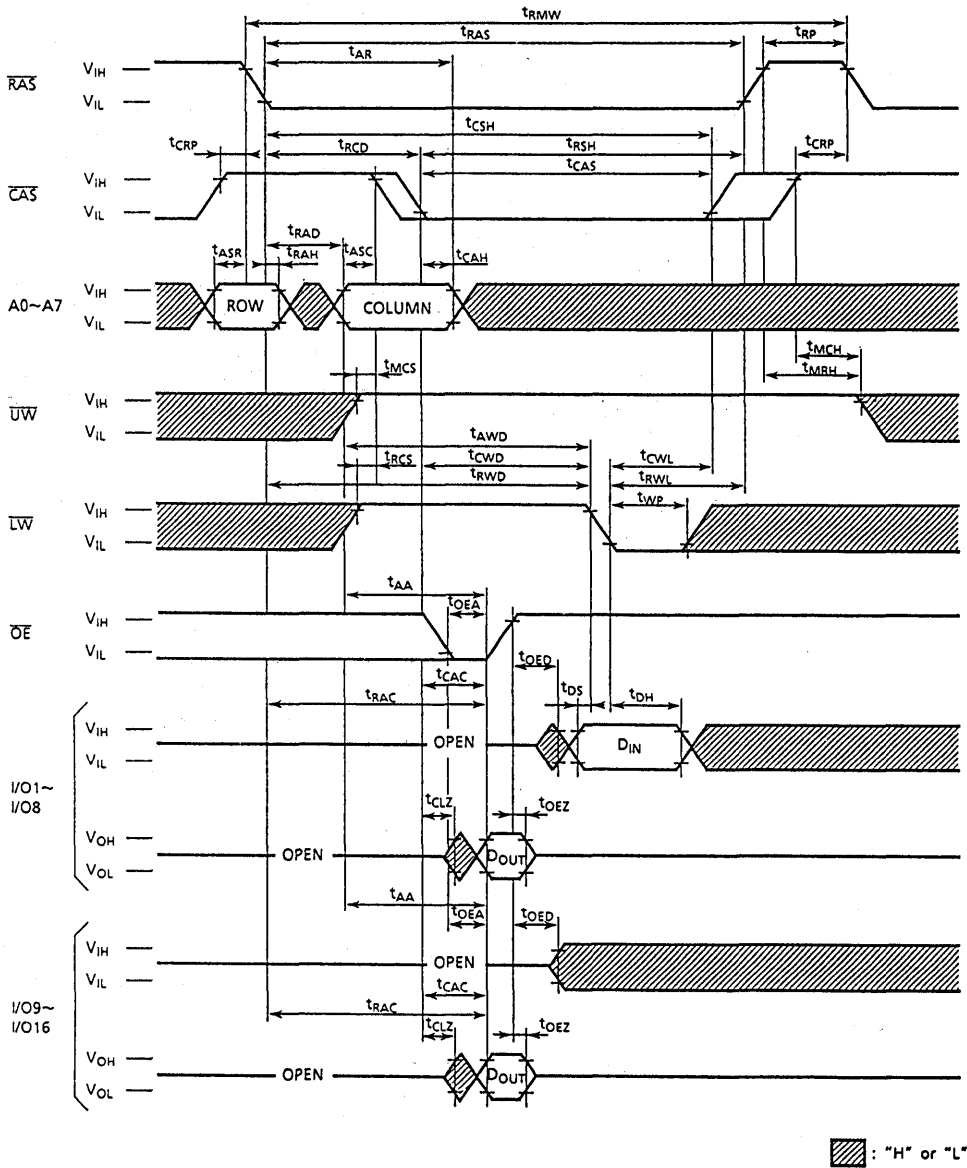 tRMW
tRAS
tRP
tAR
RAS
VIH
VIL
tCSH
tCRP
tRCD
tRSH
tCRP
tCAS
CAS
VIH
VIL
tRAD
tASR
tRAH
tASC
tCAH
A0~A7
VIH
VIL
ROW
COLUMN
tMCH
tMCS
tMRH
UW
VIH
VIL
tAWD
tRCS
tCWD
tCWL
tRWD
tRWL
tWP
LW
VIH
VIL
tAA
tOEA
OE
VIH
VIL
tOED
tCAC
tDS
tDH
tRAC
VIH
VIL
OPEN
DIN
I/O1~
I/O8
tCLZ
tOEZ
VOH
VOL
OPEN
DOUT
tAA
tOEA
tOED
VIH
VIL
OPEN
tCAC
tRAC
I/O9~
I/O16
tCLZ
tOEZ
VOH
VOL
OPEN
DOUT
: "H" or "L"